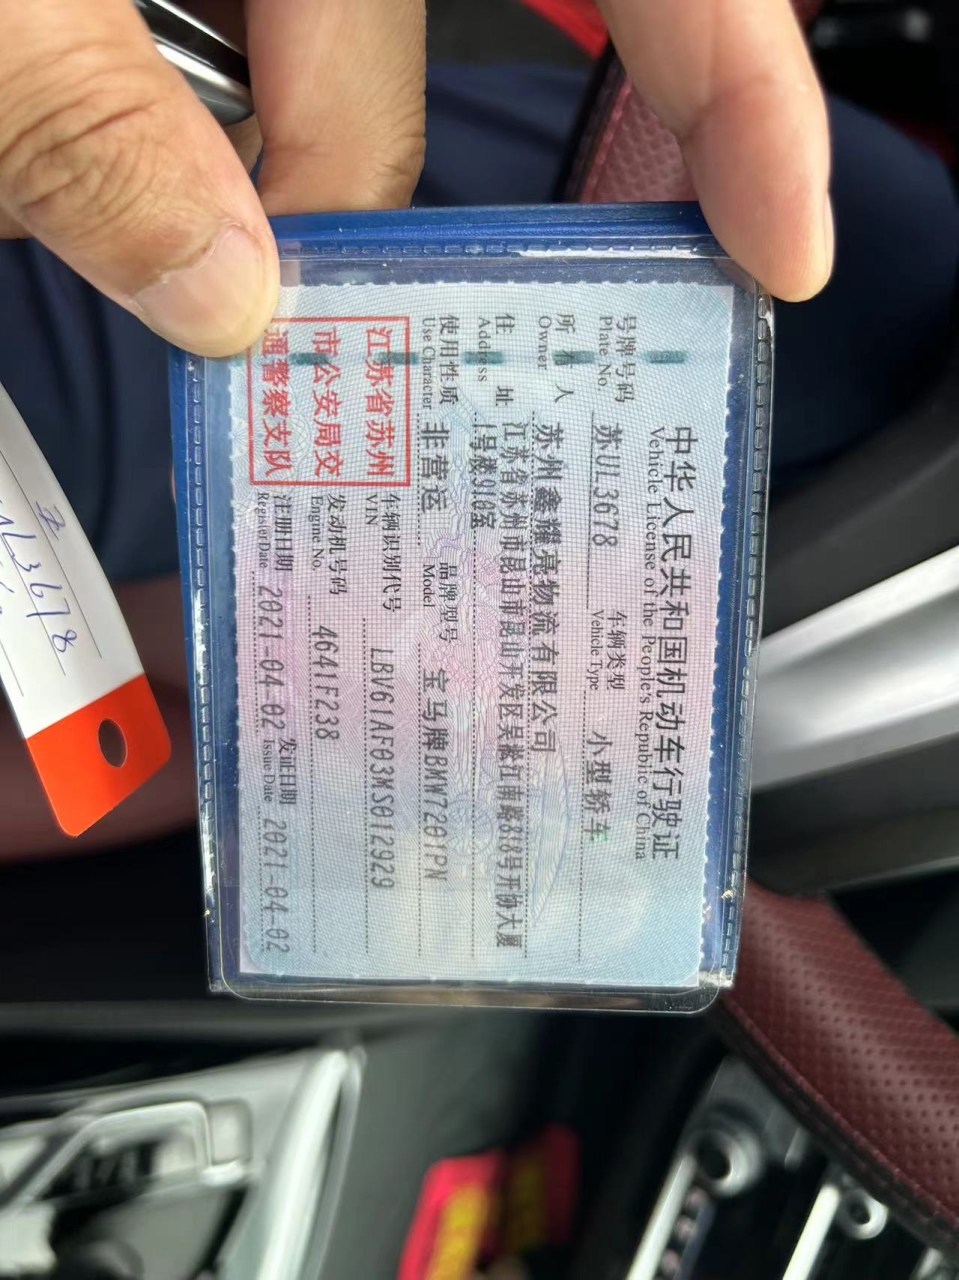 中华人民共和国机动车行驶证
Vehicle License of the People's Republic of China
号牌号码 苏UL3678 车辆类型 小型轿车
Plate No. Vehicle Type
所有人 苏州鑫耀亮物流有限公司
Owner
住址 江苏省苏州市昆山市昆山开发区吴淞江南路888号开协大厦
Address 1号楼910室
使用性质 非营运 品牌型号 宝马牌BMW7201PN
Use Character Model
江苏省苏州
市公安局交
通警察支队
车辆识别代号 LBV61AF03MS012929
VIN
发动机号码 4641F238
Engine No.
注册日期 2021-04-02 发证日期 2021-04-02
Register Date Issue Date
L3678